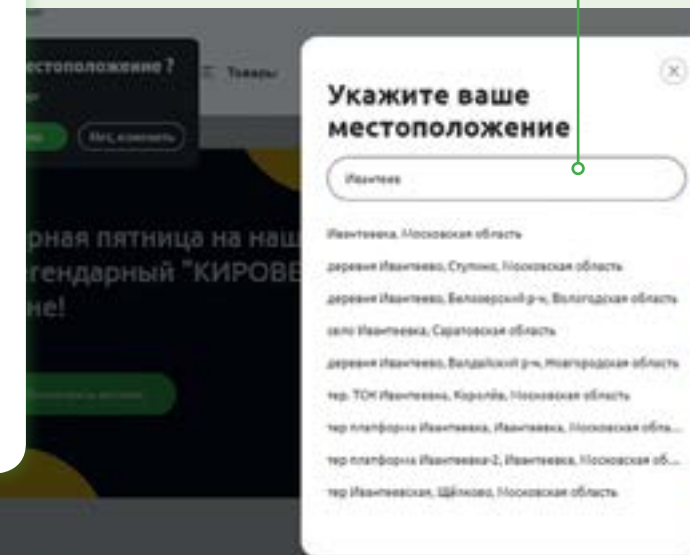 естоположение ?
Товары
Нет, изменить
рная пятница на наш
гендарный "КИРОВЕ
не!
Укажите ваше
местоположение
Ивантеев
Ивантеевка, Московская область
деревня Ивантеево, Ступино, Московская область
деревня Ивантеево, Белозерский р-н, Вологодская область
село Ивантеевка, Саратовская область
деревня Ивантеево, Валдайский р-н, Новгородская область
тер. ТСН Ивантеевка, Королёв, Московская область
тер платформа Ивантеевка, Ивантеевка, Московская обла...
тер платформа Ивантеевка-2, Ивантеевка, Московская об...
тер Ивантеевская, Щёлково, Московская область